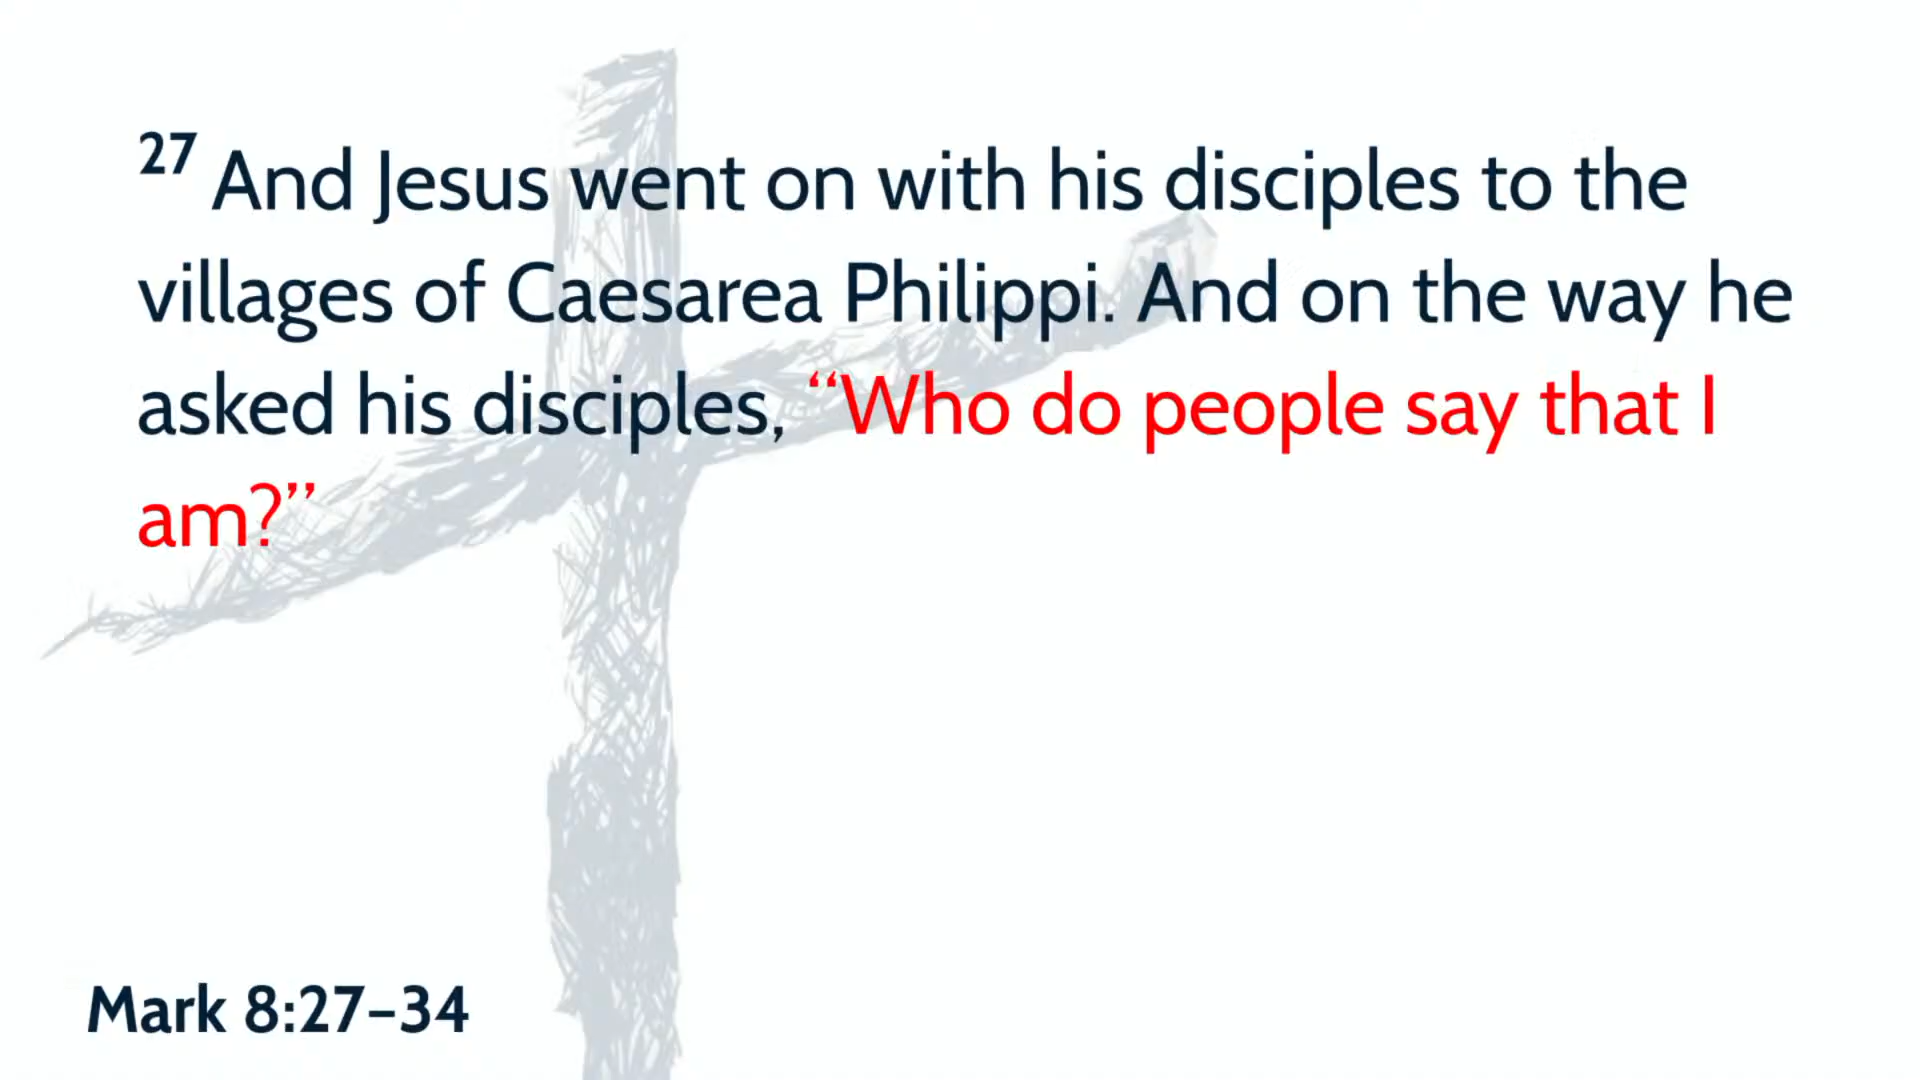 27 And Jesus went on with his disciples to the
villages of Caesarea Philippi. And on the way he
asked his disciples, “Who do people say that I
am?”
Mark 8:27–34